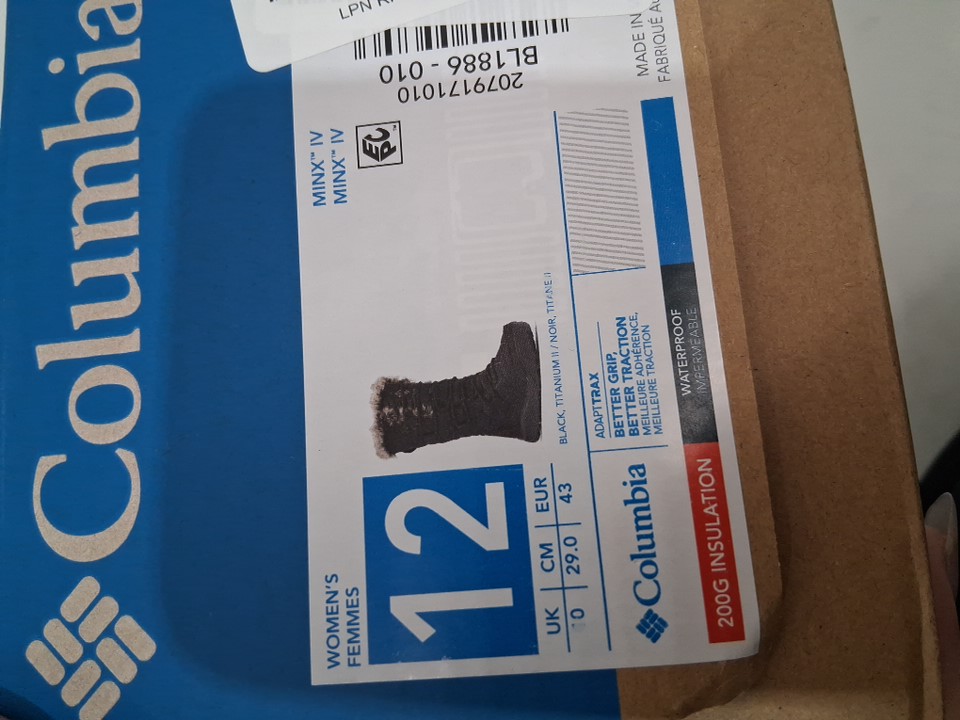 Columbia
LPN
BL1886 - 010
2079171010
MADE IN
FABRIQUÉ AU
MINX™ IV
MINX™ IV
EPC™
WOMEN'S
FEMMES
12
UK | CM | EUR
0 | 29.0 | 43
BLACK, TITANIUM II / NOIR, TITANE II
ADAPTTRAX
BETTER GRIP,
BETTER TRACTION
MEILLEURE ADHÉRENCE,
MEILLEURE TRACTION
Columbia
200G INSULATION
WATERPROOF
IMPERMÉABLE